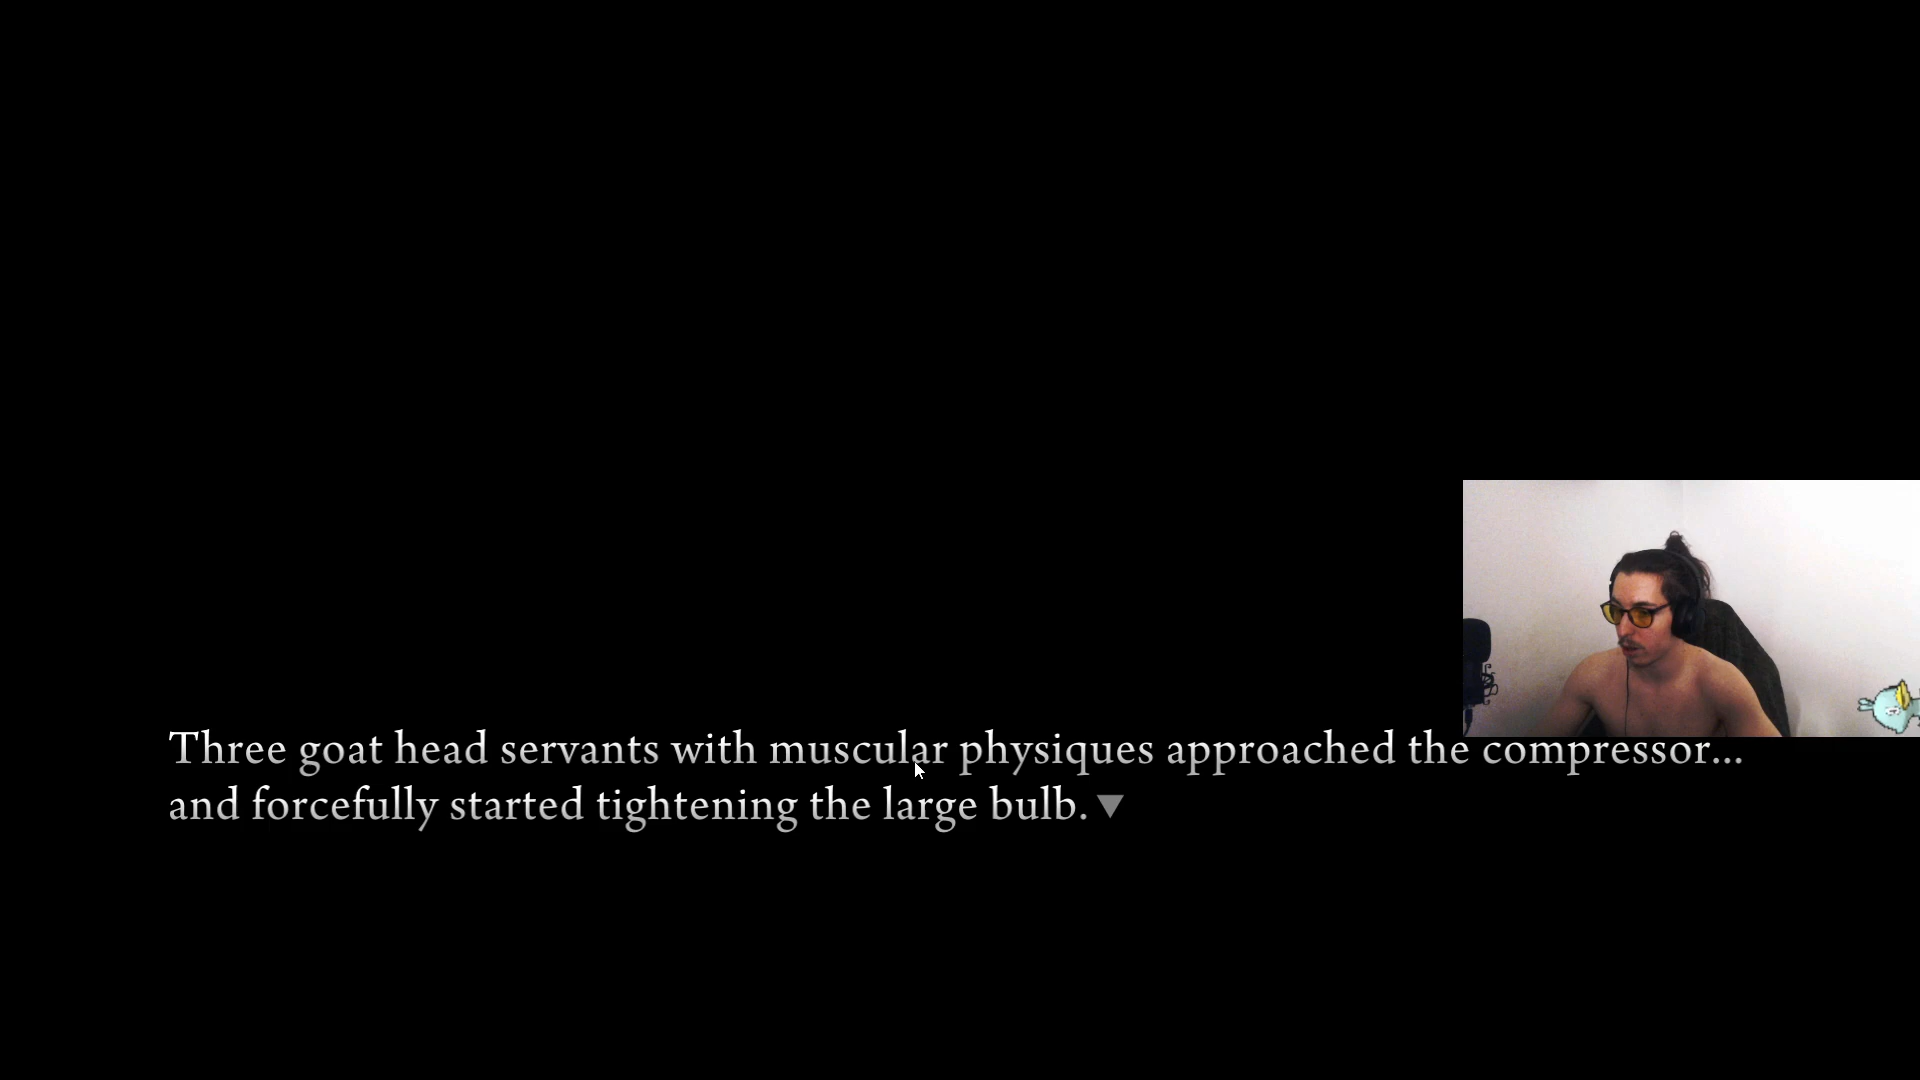 Three goat head servants with muscular physiques approached the compressor...
and forcefully started tightening the large bulb.